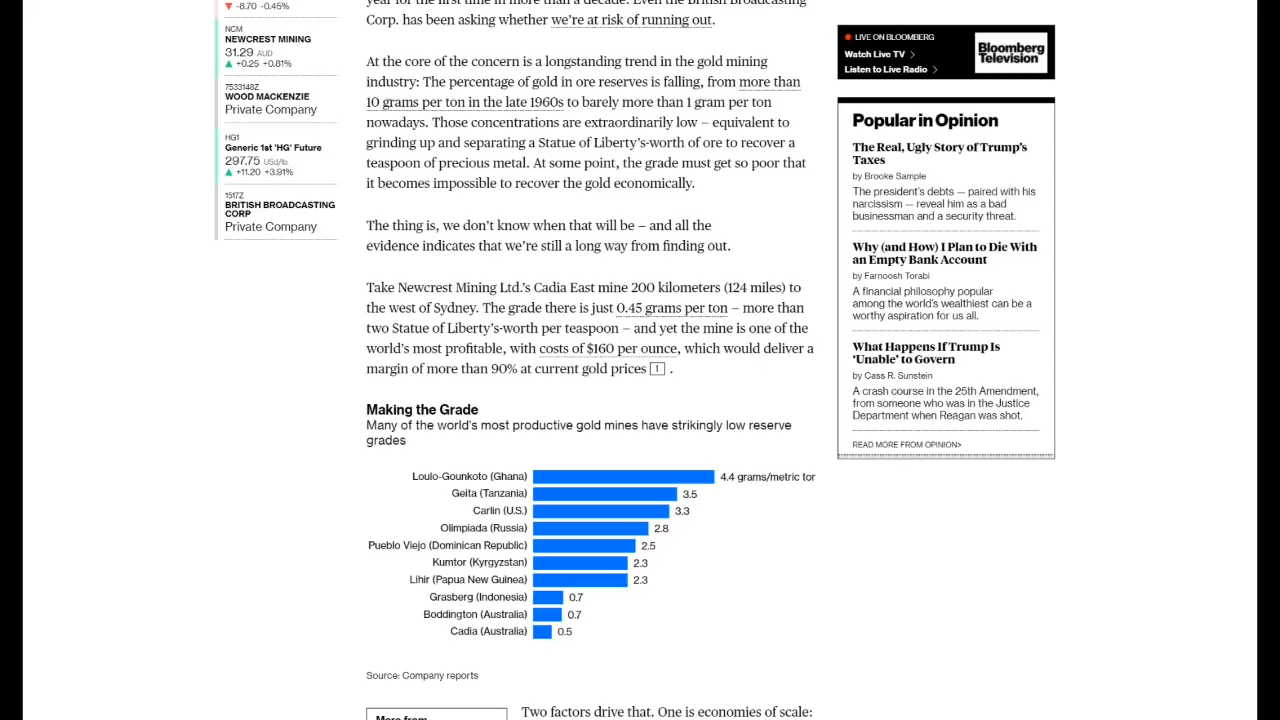 -8.70 -0.45%
NCM
NEWCREST MINING
31.29 AUD
+0.25 +0.81%
7533148Z
WOOD MACKENZIE
Private Company
HG1
Generic 1st 'HG' Future
297.75 USd/lb.
+11.20 +3.91%
1517Z
BRITISH BROADCASTING
CORP
Private Company
year for the first time in more than a decade. Even the British Broadcasting
Corp. has been asking whether we're at risk of running out.
At the core of the concern is a longstanding trend in the gold mining
industry: The percentage of gold in ore reserves is falling, from more than
10 grams per ton in the late 1960s to barely more than 1 gram per ton
nowadays. Those concentrations are extraordinarily low — equivalent to
grinding up and separating a Statue of Liberty's-worth of ore to recover a
teaspoon of precious metal. At some point, the grade must get so poor that
it becomes impossible to recover the gold economically.
The thing is, we don't know when that will be — and all the
evidence indicates that we're still a long way from finding out.
Take Newcrest Mining Ltd.'s Cadia East mine 200 kilometers (124 miles) to
the west of Sydney. The grade there is just 0.45 grams per ton — more than
two Statue of Liberty's-worth per teaspoon — and yet the mine is one of the
world's most profitable, with costs of $160 per ounce, which would deliver a
margin of more than 90% at current gold prices 1 .
Making the Grade
Many of the world's most productive gold mines have strikingly low reserve
grades
Loulo-Gounkoto (Ghana) 4.4 grams/metric tor
Geita (Tanzania) 3.5
Carlin (U.S.) 3.3
Olimpiada (Russia) 2.8
Pueblo Viejo (Dominican Republic) 2.5
Kumtor (Kyrgyzstan) 2.3
Lihir (Papua New Guinea) 2.3
Grasberg (Indonesia) 0.7
Boddington (Australia) 0.7
Cadia (Australia) 0.5
Source: Company reports
More from
Two factors drive that. One is economies of scale:
LIVE ON BLOOMBERG
Watch Live TV >
Listen to Live Radio >
Bloomberg
Television
Popular in Opinion
The Real, Ugly Story of Trump's
Taxes
by Brooke Sample
The president's debts — paired with his
narcissism — reveal him as a bad
businessman and a security threat.
Why (and How) I Plan to Die With
an Empty Bank Account
by Farnoosh Torabi
A financial philosophy popular
among the world's wealthiest can be a
worthy aspiration for us all.
What Happens If Trump Is
'Unable' to Govern
by Cass R. Sunstein
A crash course in the 25th Amendment,
from someone who was in the Justice
Department when Reagan was shot.
READ MORE FROM OPINION>